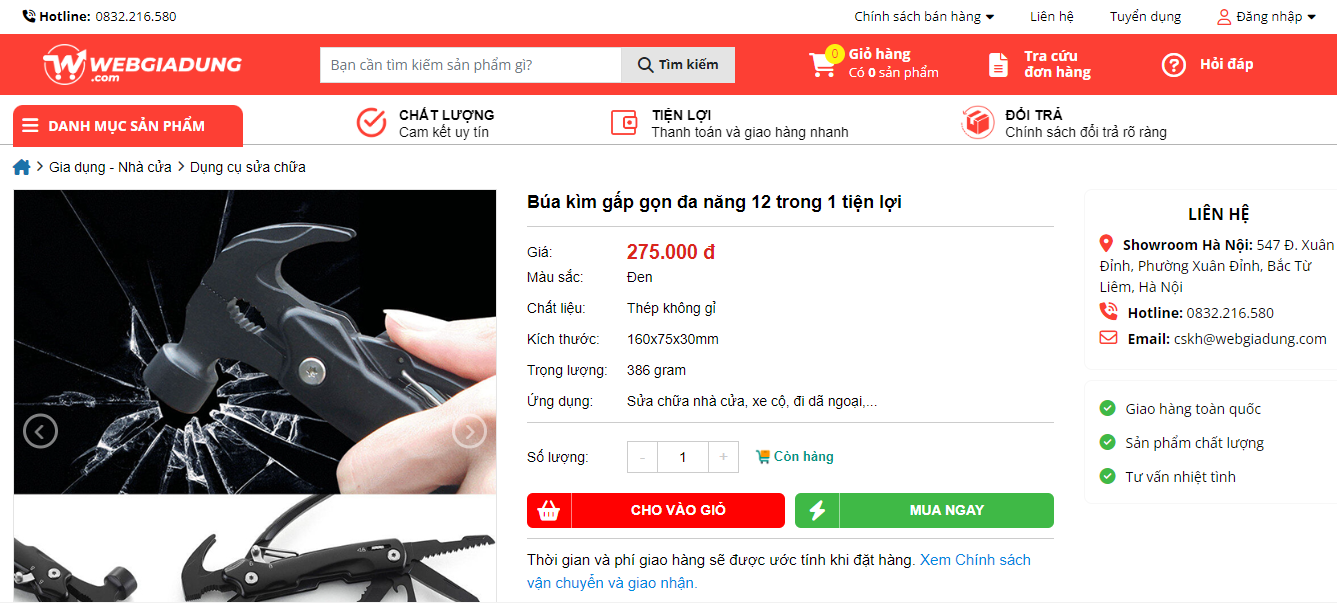 Hotline: 0832.216.580
Chính sách bán hàng
Liên hệ
Tuyển dụng
Đăng nhập
WEBGIADUNG
.com
Bạn cần tìm kiếm sản phẩm gì?
Tìm kiếm
0
Giỏ hàng
Có 0 sản phẩm
Tra cứu
đơn hàng
Hỏi đáp
DANH MỤC SẢN PHẨM
CHẤT LƯỢNG
Cam kết uy tín
TIỆN LỢI
Thanh toán và giao hàng nhanh
ĐỔI TRẢ
Chính sách đổi trả rõ ràng
Gia dụng - Nhà cửa > Dụng cụ sửa chữa
Búa kìm gấp gọn đa năng 12 trong 1 tiện lợi
Giá: 275.000 đ
Màu sắc: Đen
Chất liệu: Thép không gỉ
Kích thước: 160x75x30mm
Trọng lượng: 386 gram
Ứng dụng: Sửa chữa nhà cửa, xe cộ, đi dã ngoại,...
Số lượng: - 1 + Còn hàng
CHO VÀO GIỎ
MUA NGAY
Thời gian và phí giao hàng sẽ được ước tính khi đặt hàng. Xem Chính sách
vận chuyển và giao nhận.
LIÊN HỆ
Showroom Hà Nội: 547 Đ. Xuân
Đỉnh, Phường Xuân Đỉnh, Bắc Từ
Liêm, Hà Nội
Hotline: 0832.216.580
Email: cskh@webgiadung.com
Giao hàng toàn quốc
Sản phẩm chất lượng
Tư vấn nhiệt tình